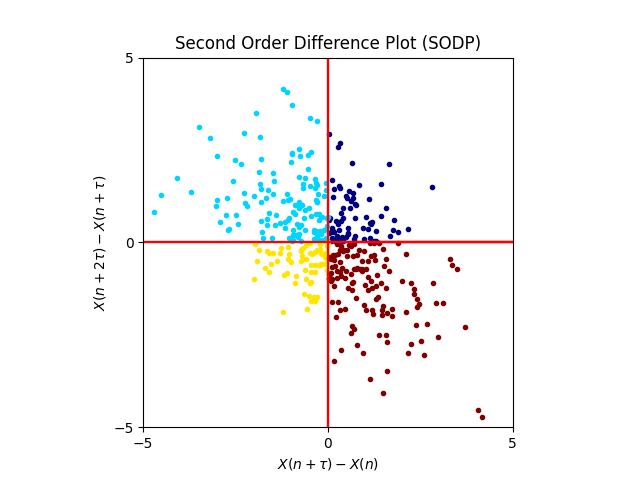 Second Order Difference Plot (SODP)
5
0
−5
X(n + 2τ) − X(n + τ)
−5 0 5
X(n + τ) − X(n)